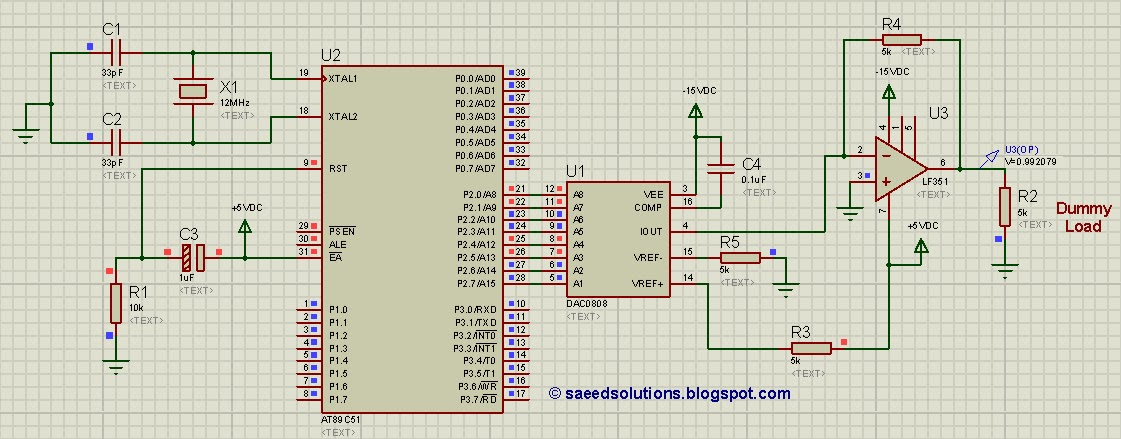 C1
33pF
<TEXT>
X1
12MHz
<TEXT>
C2
33pF
<TEXT>
U2
19 XTAL1
18 XTAL2
9 RST
29 PSEN
30 ALE
31 EA
1 P1.0
2 P1.1
3 P1.2
4 P1.3
5 P1.4
6 P1.5
7 P1.6
8 P1.7
P0.0/AD0 39
P0.1/AD1 38
P0.2/AD2 37
P0.3/AD3 36
P0.4/AD4 35
P0.5/AD5 34
P0.6/AD6 33
P0.7/AD7 32
P2.0/A8 21
P2.1/A9 22
P2.2/A10 23
P2.3/A11 24
P2.4/A12 25
P2.5/A13 26
P2.6/A14 27
P2.7/A15 28
P3.0/RXD 10
P3.1/TXD 11
P3.2/INT0 12
P3.3/INT1 13
P3.4/T0 14
P3.5/T1 15
P3.6/WR 16
P3.7/RD 17
AT89C51
<TEXT>
+5VDC
C3
1uF
<TEXT>
R1
10k
<TEXT>
U1
12 A8
11 A7
10 A6
9 A5
8 A4
7 A3
6 A2
5 A1
VEE 3
COMP 16
IOUT 4
VREF- 15
VREF+ 14
DAC0808
<TEXT>
-15VDC
C4
0.1uF
<TEXT>
R5
5k
<TEXT>
R3
5k
<TEXT>
R4
5k
<TEXT>
-15VDC
U3
4
1
5
2
3
6
7
LF351
<TEXT>
+5VDC
U3(OP)
V=0.992079
R2
5k
<TEXT>
Dummy
Load
© saeedsolutions.blogspot.com